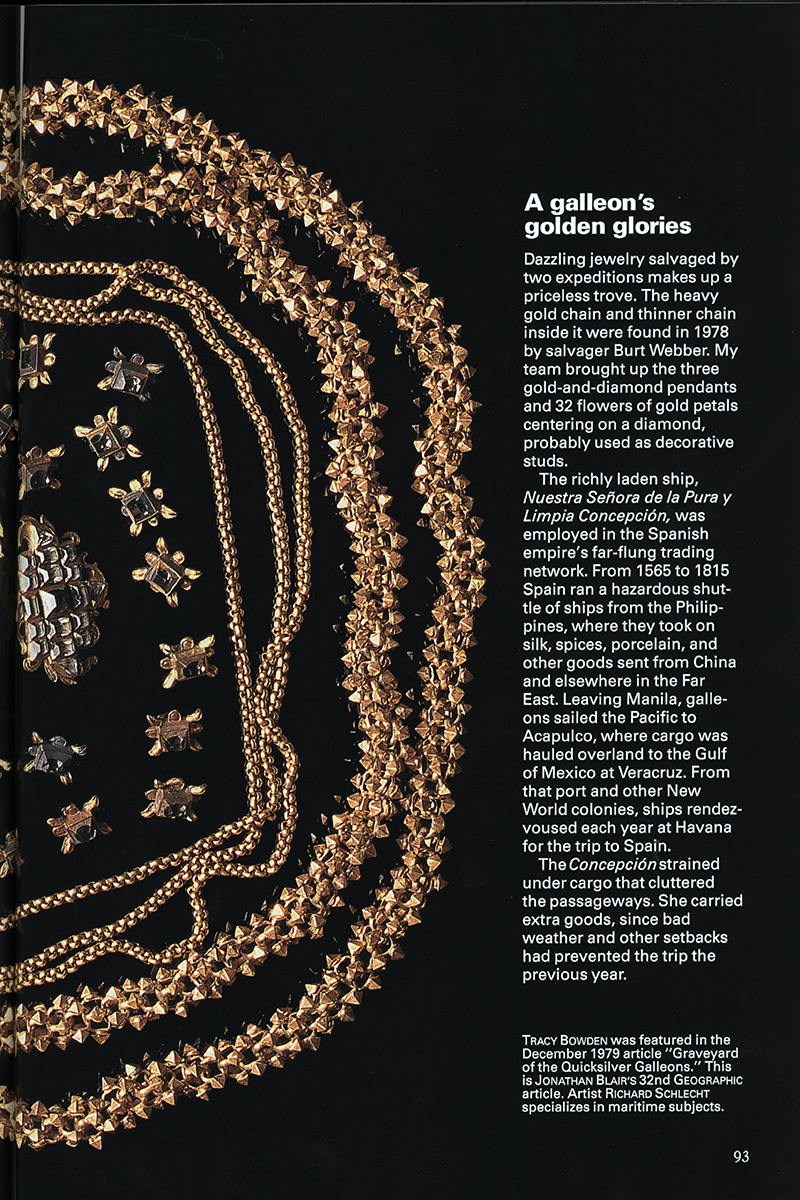 A galleon's
golden glories
Dazzling jewelry salvaged by
two expeditions makes up a
priceless trove. The heavy
gold chain and thinner chain
inside it were found in 1978
by salvager Burt Webber. My
team brought up the three
gold-and-diamond pendants
and 32 flowers of gold petals
centering on a diamond,
probably used as decorative
studs.
The richly laden ship,
Nuestra Señora de la Pura y
Limpia Concepción, was
employed in the Spanish
empire's far-flung trading
network. From 1565 to 1815
Spain ran a hazardous shut-
tle of ships from the Philip-
pines, where they took on
silk, spices, porcelain, and
other goods sent from China
and elsewhere in the Far
East. Leaving Manila, galle-
ons sailed the Pacific to
Acapulco, where cargo was
hauled overland to the Gulf
of Mexico at Veracruz. From
that port and other New
World colonies, ships rendez-
voused each year at Havana
for the trip to Spain.
The Concepción strained
under cargo that cluttered
the passageways. She carried
extra goods, since bad
weather and other setbacks
had prevented the trip the
previous year.
TRACY BOWDEN was featured in the
December 1979 article "Graveyard
of the Quicksilver Galleons." This
is JONATHAN BLAIR'S 32nd GEOGRAPHIC
article. Artist RICHARD SCHLECHT
specializes in maritime subjects.
93